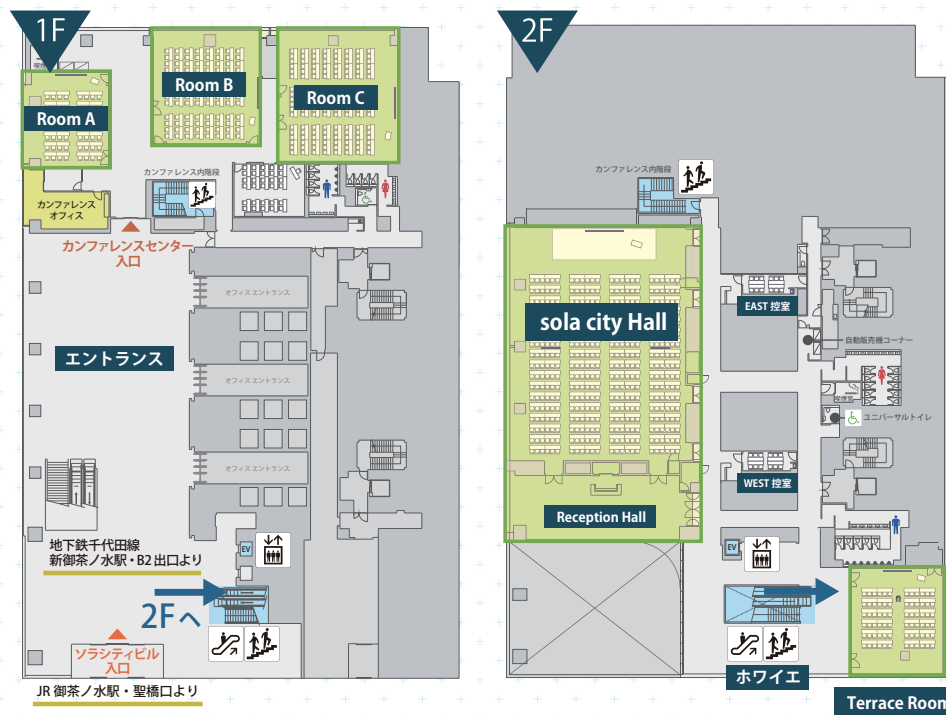 1F
Room A
Room B
Room C
カンファレンス
オフィス
カンファレンス内階段
カンファレンスセンター
入口
オフィス エントランス
エントランス
オフィス エントランス
オフィス エントランス
地下鉄千代田線
新御茶ノ水駅・B2出口より
EV
2Fへ
ソラシティビル
入口
JR 御茶ノ水駅・聖橋口より
2F
カンファレンス内階段
sola city Hall
EAST 控室
自動販売機コーナー
喫煙室
ユニバーサルトイレ
WEST 控室
Reception Hall
EV
ホワイエ
Terrace Room